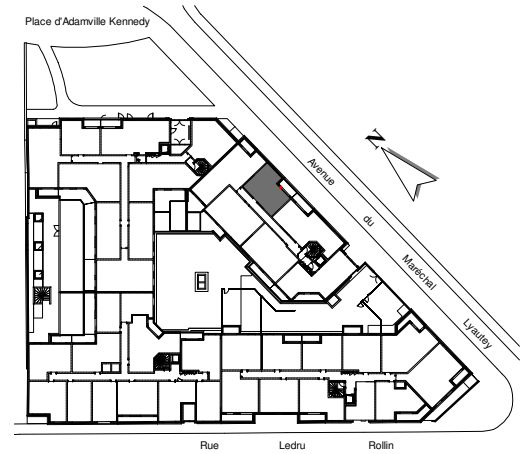 Place d'Adamville Kennedy
N
Avenue du Maréchal Lyautey
Rue Ledru Rollin